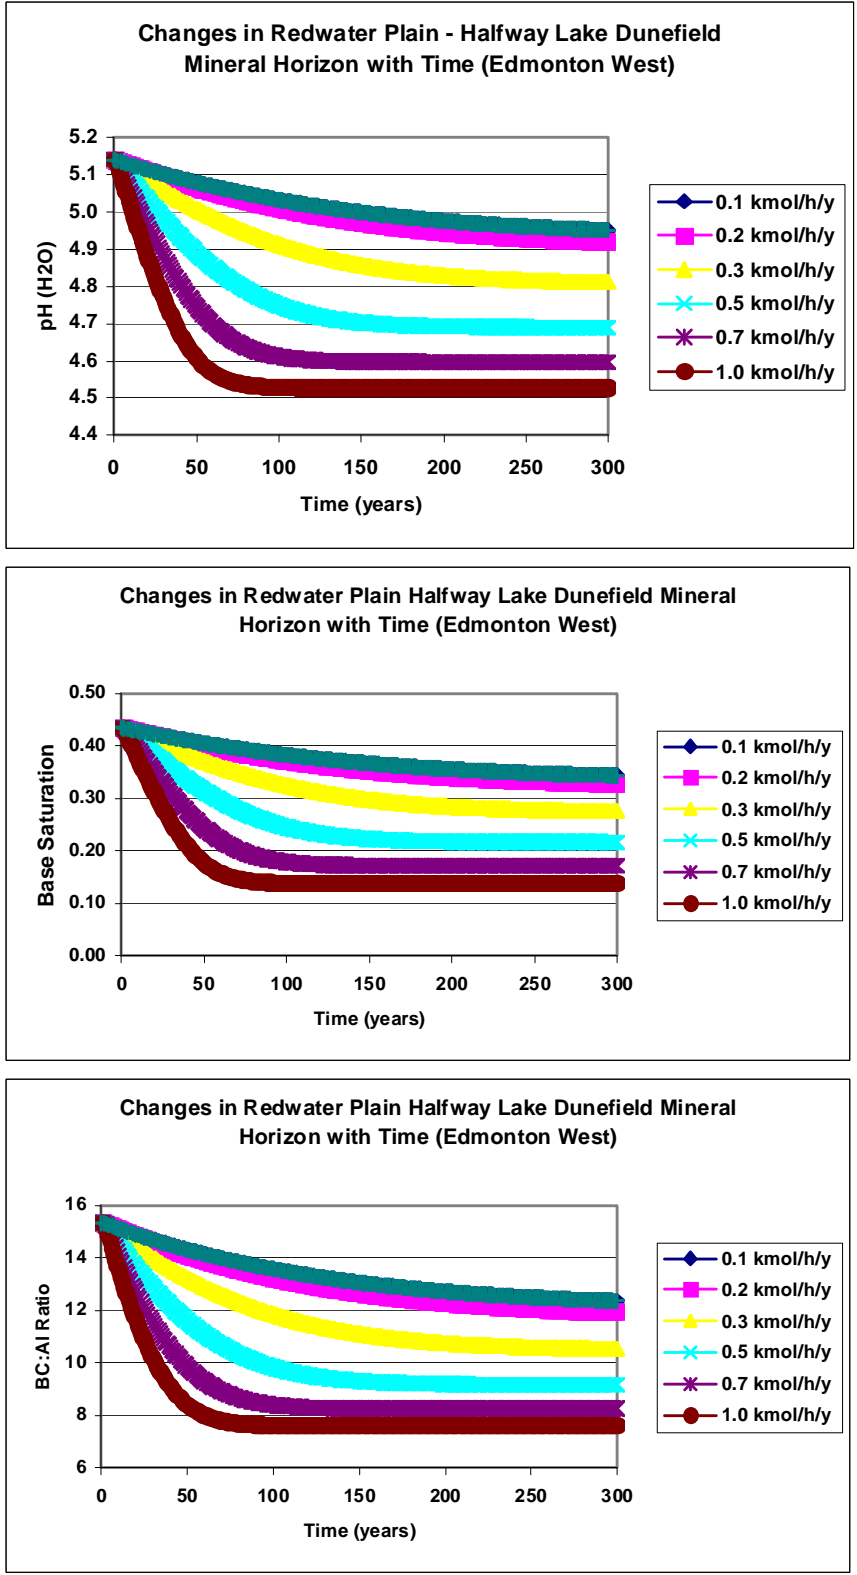 Changes in Redwater Plain - Halfway Lake Dunefield
Mineral Horizon with Time (Edmonton West)
5.2
5.1
5.0
4.9
4.8
4.7
4.6
4.5
4.4
pH (H2O)
0 50 100 150 200 250 300
Time (years)
0.1 kmol/h/y
0.2 kmol/h/y
0.3 kmol/h/y
0.5 kmol/h/y
0.7 kmol/h/y
1.0 kmol/h/y
Changes in Redwater Plain Halfway Lake Dunefield Mineral
Horizon with Time (Edmonton West)
0.50
0.40
0.30
0.20
0.10
0.00
Base Saturation
0 50 100 150 200 250 300
Time (years)
0.1 kmol/h/y
0.2 kmol/h/y
0.3 kmol/h/y
0.5 kmol/h/y
0.7 kmol/h/y
1.0 kmol/h/y
Changes in Redwater Plain Halfway Lake Dunefield Mineral
Horizon with Time (Edmonton West)
16
14
12
10
8
6
BC:Al Ratio
0 50 100 150 200 250 300
Time (years)
0.1 kmol/h/y
0.2 kmol/h/y
0.3 kmol/h/y
0.5 kmol/h/y
0.7 kmol/h/y
1.0 kmol/h/y